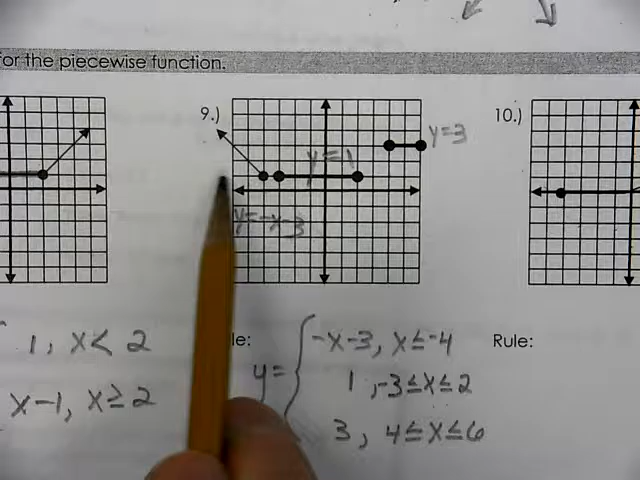 for the piecewise function.
9.)
10.)
y=3
y=1
y=-x-3
1, x<2
x-1, x≥2
le:
y= { -x-3, x≤-4
1, -3≤x≤2
3, 4≤x≤6
Rule: